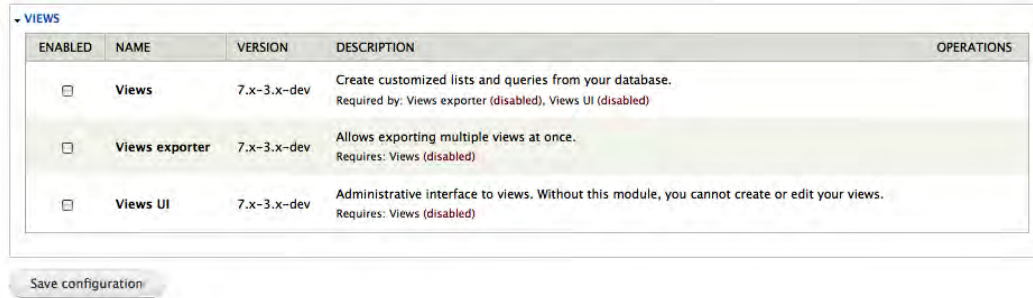 VIEWS
ENABLED NAME VERSION DESCRIPTION OPERATIONS
Views 7.x-3.x-dev Create customized lists and queries from your database.
Required by: Views exporter (disabled), Views UI (disabled)
Views exporter 7.x-3.x-dev Allows exporting multiple views at once.
Requires: Views (disabled)
Views UI 7.x-3.x-dev Administrative interface to views. Without this module, you cannot create or edit your views.
Requires: Views (disabled)
Save configuration